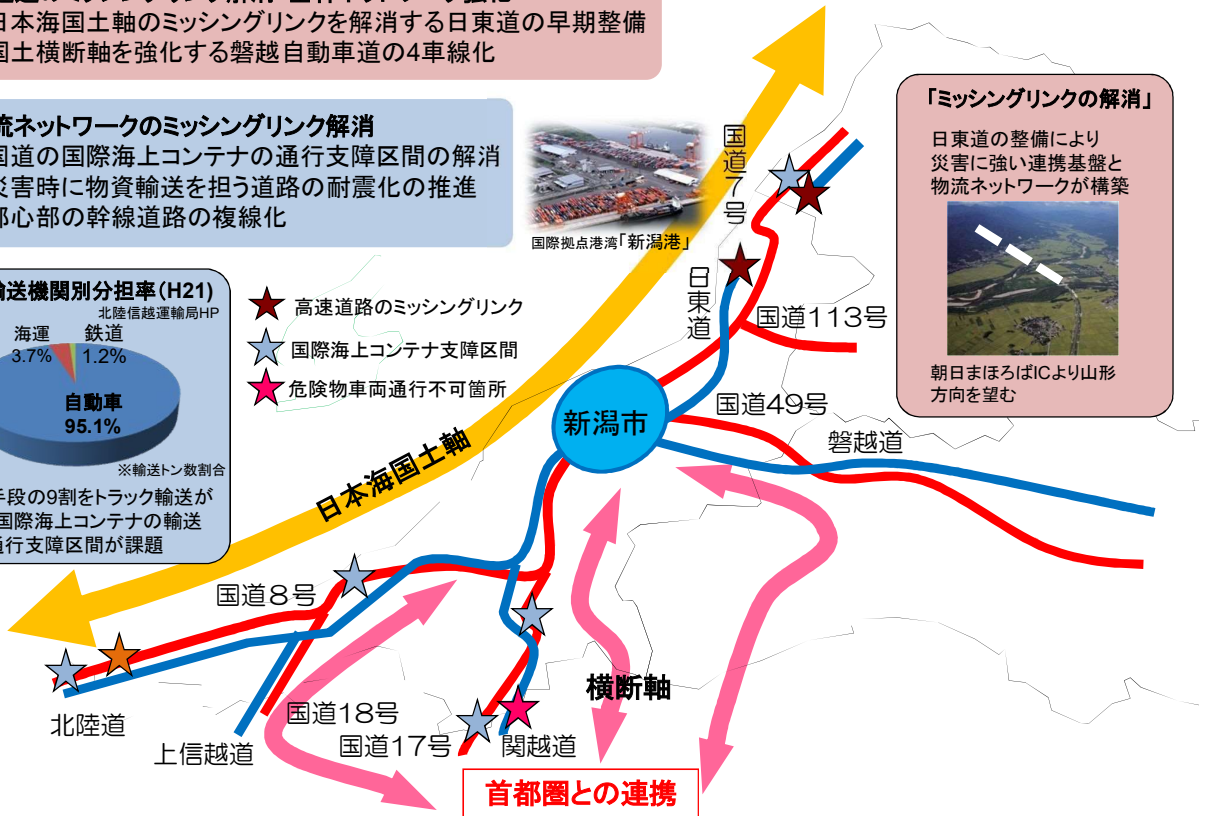 日本海国土軸のミッシングリンクを解消する日東道の早期整備
国土横断軸を強化する磐越自動車道の4車線化
流ネットワークのミッシングリンク解消
国道の国際海上コンテナの通行支障区間の解消
災害時に物資輸送を担う道路の耐震化の推進
都心部の幹線道路の複線化
国際拠点港湾「新潟港」
国道7号
「ミッシングリンクの解消」
日東道の整備により
災害に強い連携基盤と
物流ネットワークが構築
朝日まほろばICより山形
方向を望む
輸送機関別分担率(H21)
北陸信越運輸局HP
海運
3.7%
鉄道
1.2%
自動車
95.1%
※輸送トン数割合
手段の9割をトラック輸送が
国際海上コンテナの輸送
通行支障区間が課題
高速道路のミッシングリンク
国際海上コンテナ支障区間
危険物車両通行不可箇所
日東道
国道113号
国道49号
新潟市
磐越道
日本海国土軸
国道8号
北陸道
上信越道
国道18号
国道17号
関越道
横断軸
首都圏との連携